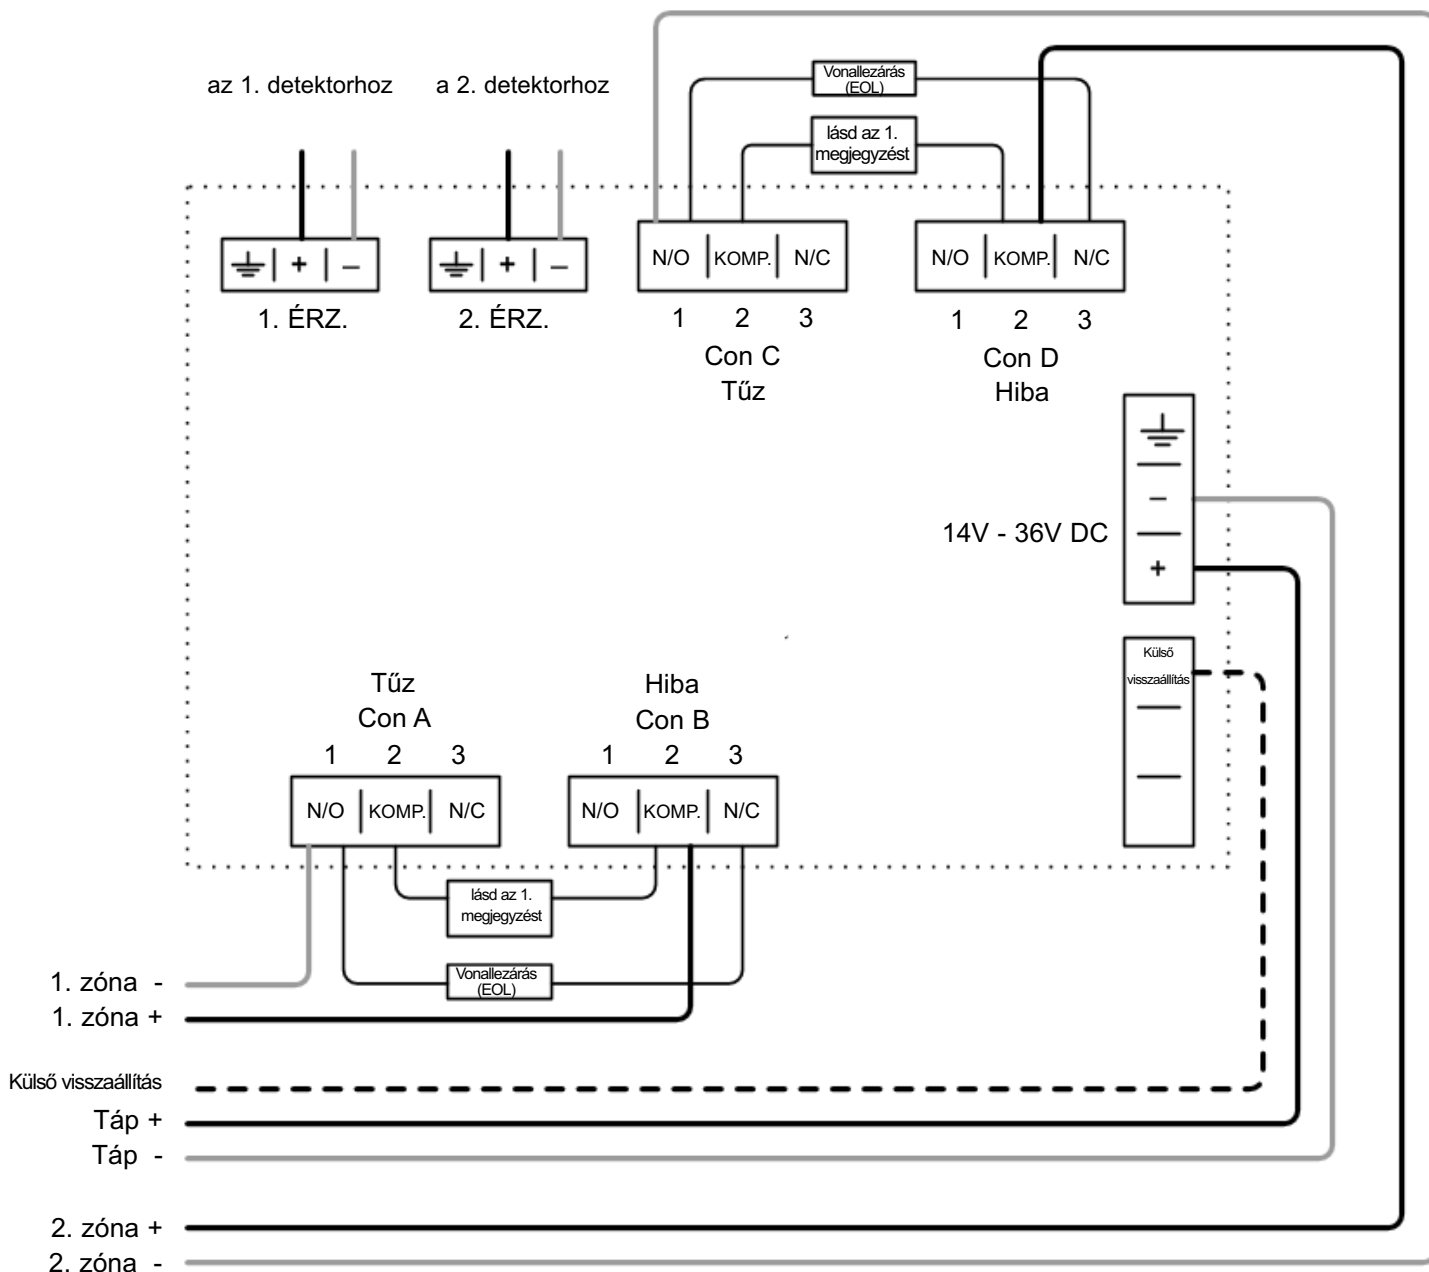 az 1. detektorhoz
a 2. detektorhoz
Vonallezárás
(EOL)
lásd az 1.
megjegyzést
+ –
1. ÉRZ.
+ –
2. ÉRZ.
N/O KOMP. N/C
1 2 3
Con C
Tűz
N/O KOMP. N/C
1 2 3
Con D
Hiba
14V - 36V DC
–
+
Külső
visszaállítás
Tűz
Con A
1 2 3
N/O KOMP. N/C
Hiba
Con B
1 2 3
N/O KOMP. N/C
lásd az 1.
megjegyzést
Vonallezárás
(EOL)
1. zóna -
1. zóna +
Külső visszaállítás
Táp +
Táp -
2. zóna +
2. zóna -